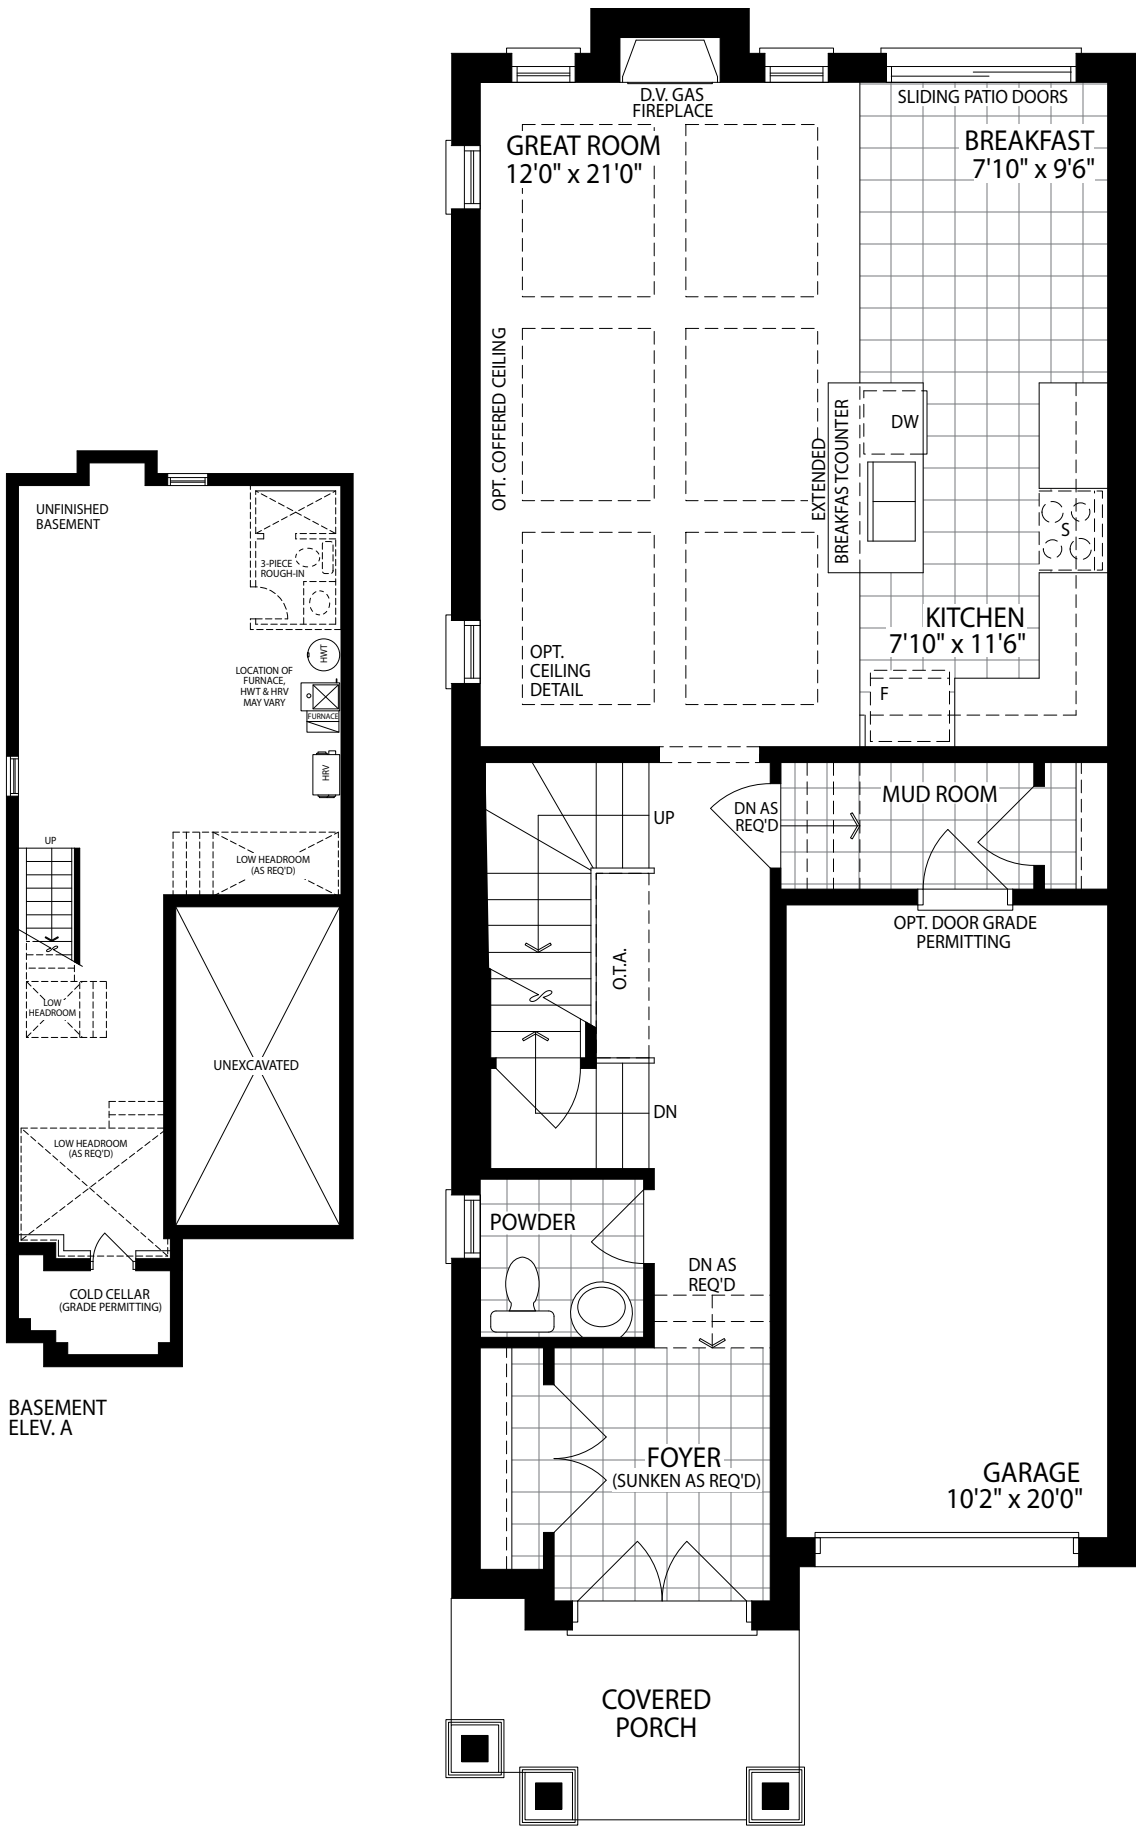 D.V. GAS
FIREPLACE
SLIDING PATIO DOORS
GREAT ROOM
12'0" x 21'0"
BREAKFAST
7'10" x 9'6"
OPT. COFFERED CEILING
EXTENDED
BREAKFASTCOUNTER
DW
S
KITCHEN
7'10" x 11'6"
OPT.
CEILING
DETAIL
F
UP
DN AS
REQ'D
MUD ROOM
OPT. DOOR GRADE
PERMITTING
O.T.A.
DN
POWDER
DN AS
REQ'D
FOYER
(SUNKEN AS REQ'D)
GARAGE
10'2" x 20'0"
COVERED
PORCH
UNFINISHED
BASEMENT
3-PIECE
ROUGH-IN
HWT
LOCATION OF
FURNACE,
HWT & HRV
MAY VARY
FURNACE
HRV
UP
LOW HEADROOM
(AS REQ'D)
LOW
HEADROOM
UNEXCAVATED
LOW HEADROOM
(AS REQ'D)
COLD CELLAR
(GRADE PERMITTING)
BASEMENT
ELEV. A